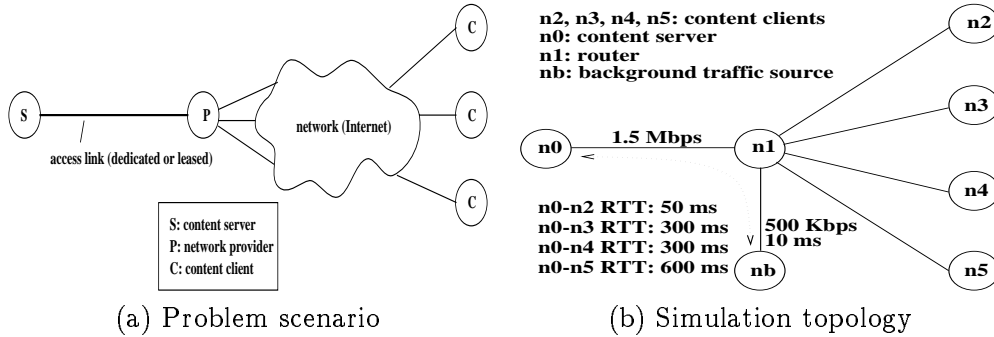 C
S
P
network (Internet)
C
access link (dedicated or leased)
C
S: content server
P: network provider
C: content client
(a) Problem scenario
n2, n3, n4, n5: content clients
n0: content server
n1: router
nb: background traffic source
n2
n3
n0
1.5 Mbps
n1
n4
n0-n2 RTT: 50 ms
n0-n3 RTT: 300 ms
n0-n4 RTT: 300 ms
n0-n5 RTT: 600 ms
500 Kbps
10 ms
nb
n5
(b) Simulation topology